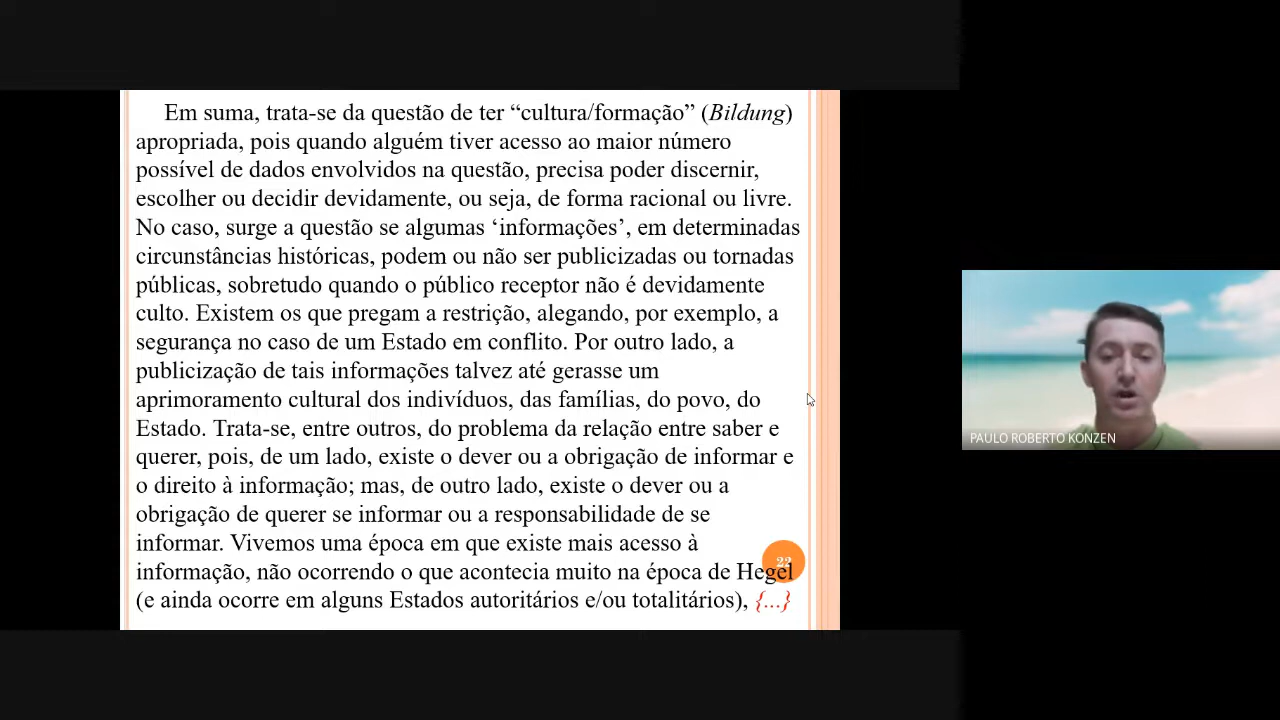 Em suma, trata-se da questão de ter “cultura/formação” (Bildung)
apropriada, pois quando alguém tiver acesso ao maior número
possível de dados envolvidos na questão, precisa poder discernir,
escolher ou decidir devidamente, ou seja, de forma racional ou livre.
No caso, surge a questão se algumas ‘informações’, em determinadas
circunstâncias históricas, podem ou não ser publicizadas ou tornadas
públicas, sobretudo quando o público receptor não é devidamente
culto. Existem os que pregam a restrição, alegando, por exemplo, a
segurança no caso de um Estado em conflito. Por outro lado, a
publicização de tais informações talvez até gerasse um
aprimoramento cultural dos indivíduos, das famílias, do povo, do
Estado. Trata-se, entre outros, do problema da relação entre saber e
querer, pois, de um lado, existe o dever ou a obrigação de informar e
o direito à informação; mas, de outro lado, existe o dever ou a
obrigação de querer se informar ou a responsabilidade de se
informar. Vivemos uma época em que existe mais acesso à
informação, não ocorrendo o que acontecia muito na época de Hegel
(e ainda ocorre em alguns Estados autoritários e/ou totalitários), {...}
22
PAULO ROBERTO KONZEN